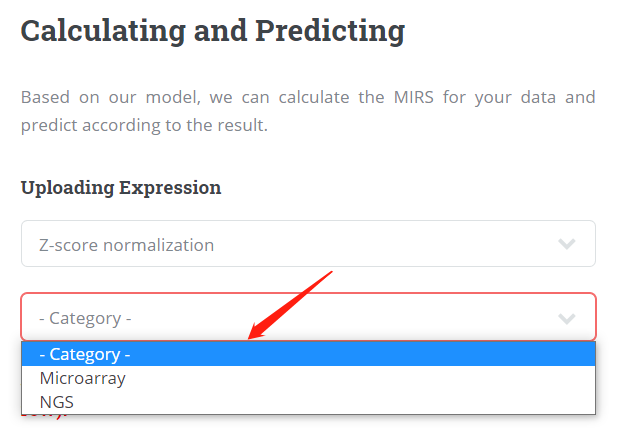 Calculating and Predicting
Based on our model, we can calculate the MIRS for your data and
predict according to the result.
Uploading Expression
Z-score normalization
- Category -
- Category -
Microarray
NGS